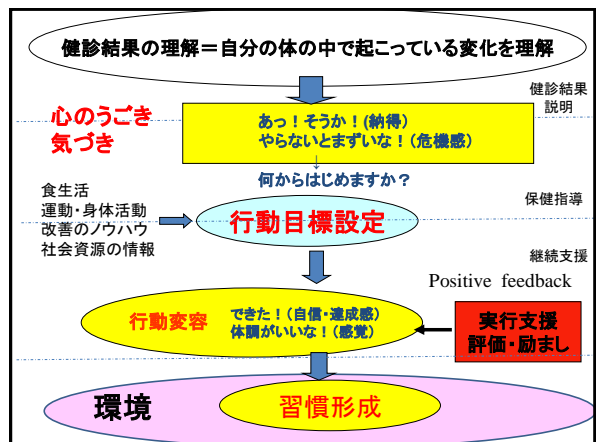 健診結果の理解＝自分の体の中で起こっている変化を理解
健診結果
説明
心のうごき
気づき
あっ！そうか！(納得)
やらないとまずいな！(危機感)
↓
何からはじめますか？
食生活
運動・身体活動
改善のノウハウ
社会資源の情報
行動目標設定
保健指導
継続支援
Positive feedback
行動変容
できた！(自信・達成感)
体調がいいな！(感覚)
実行支援
評価・励まし
環境
習慣形成